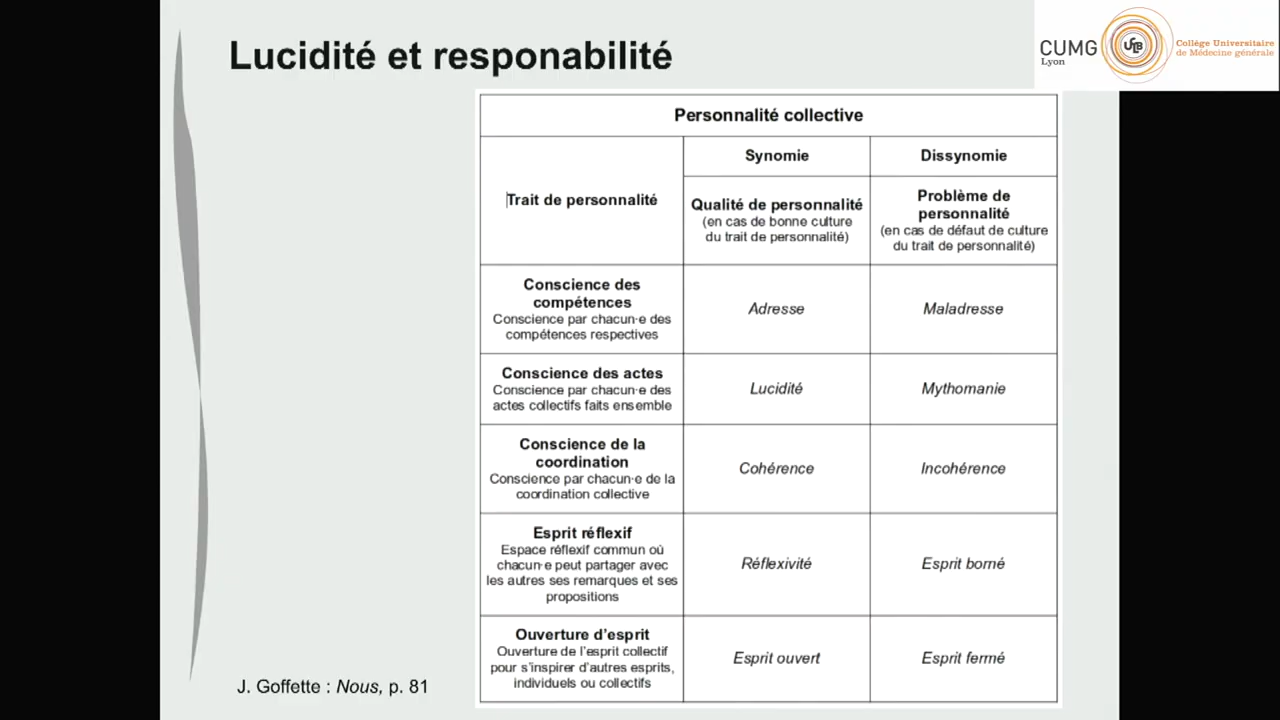 Lucidité et responabilité
CUMG
Lyon
UCLB
Collège Universitaire
de Médecine générale
Personnalité collective
Trait de personnalité
Synomie
Dissynomie
Qualité de personnalité
(en cas de bonne culture
du trait de personnalité)
Problème de
personnalité
(en cas de défaut de culture
du trait de personnalité)
Conscience des
compétences
Conscience par chacun·e des
compétences respectives
Adresse
Maladresse
Conscience des actes
Conscience par chacun·e des
actes collectifs faits ensemble
Lucidité
Mythomanie
Conscience de la
coordination
Conscience par chacun·e de la
coordination collective
Cohérence
Incohérence
Esprit réflexif
Espace réflexif commun où
chacun·e peut partager avec
les autres ses remarques et ses
propositions
Réflexivité
Esprit borné
Ouverture d'esprit
Ouverture de l'esprit collectif
pour s'inspirer d'autres esprits,
individuels ou collectifs
Esprit ouvert
Esprit fermé
J. Goffette : Nous, p. 81